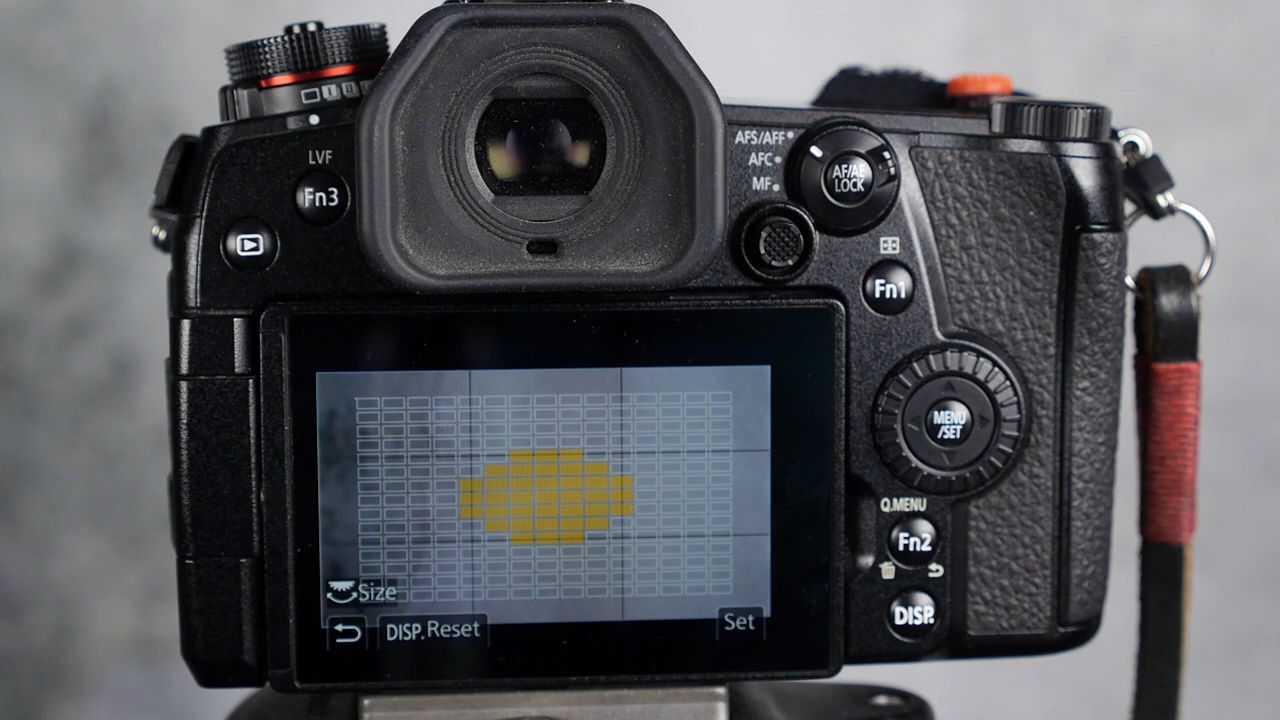 LVF
Fn3
AFS/AFF
AFC
MF
AF/AE
LOCK
Fn1
MENU
/SET
Q.MENU
Fn2
DISP.
Size
DISP. Reset
Set